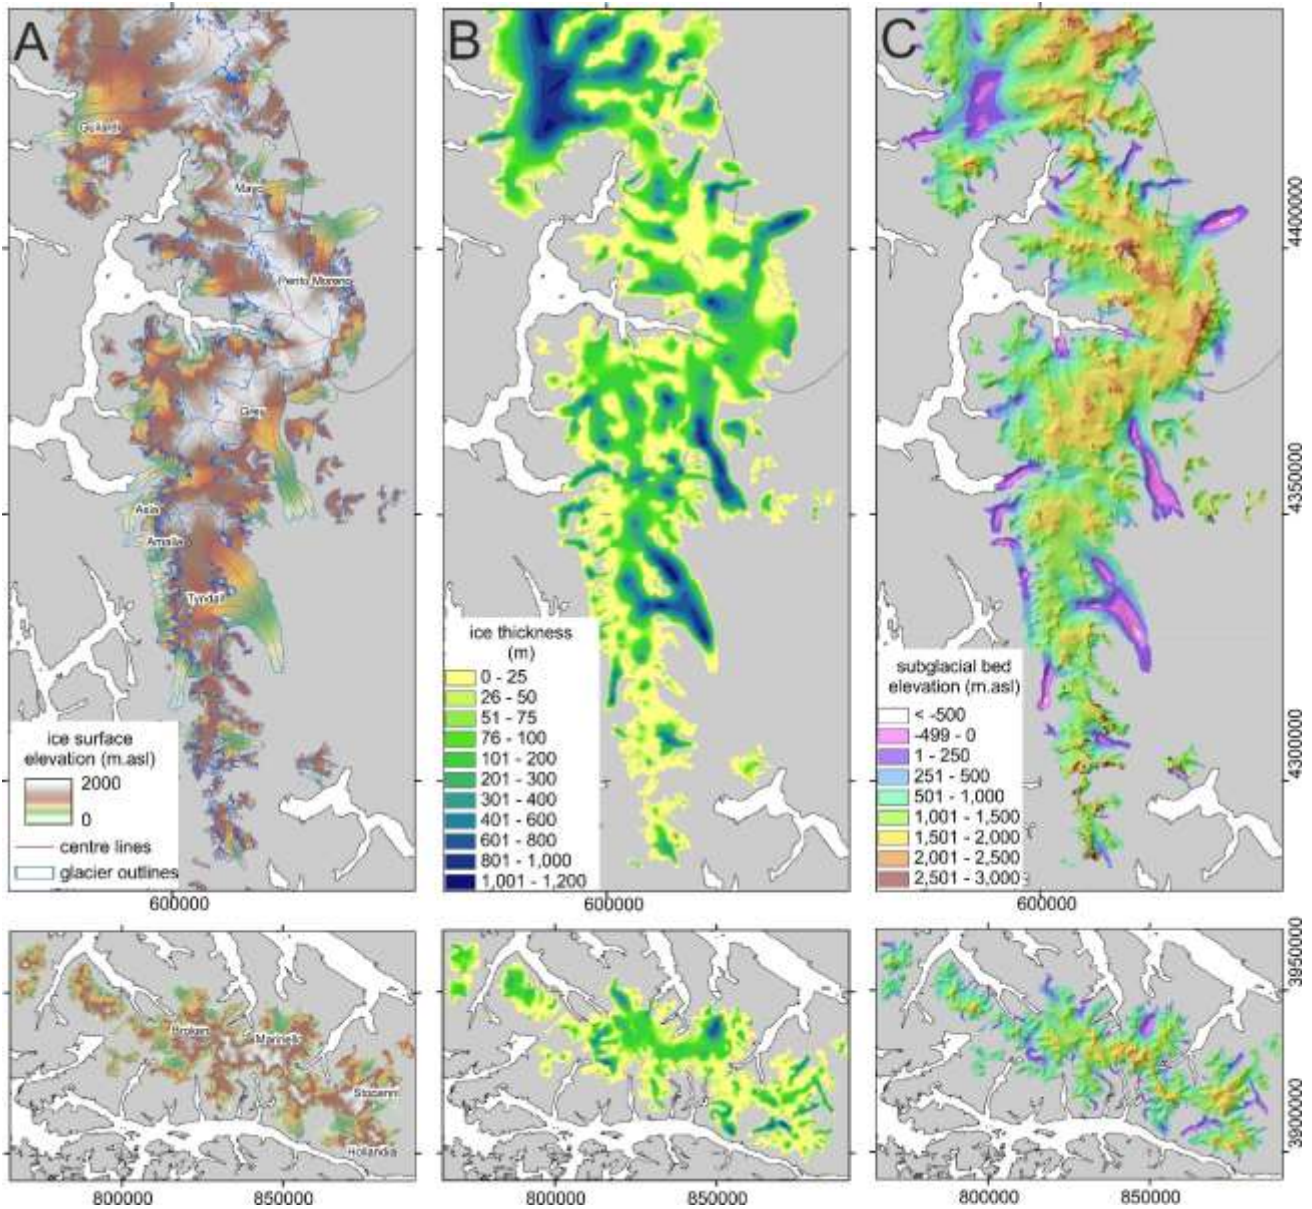 A
B
C
Guilardi
Mayo
Perito Moreno
Grey
Asia
Amalia
Tyndall
ice surface
elevation (m.asl)
2000
0
centre lines
glacier outlines
ice thickness
(m)
0 - 25
26 - 50
51 - 75
76 - 100
101 - 200
201 - 300
301 - 400
401 - 600
601 - 800
801 - 1,000
1,001 - 1,200
subglacial bed
elevation (m.asl)
< -500
-499 - 0
1 - 250
251 - 500
501 - 1,000
1,001 - 1,500
1,501 - 2,000
2,001 - 2,500
2,501 - 3,000
4400000
4350000
4300000
600000
600000
600000
Broken
Marinelli
Stoppani
Hollandia
3950000
3900000
800000
850000
800000
850000
800000
850000